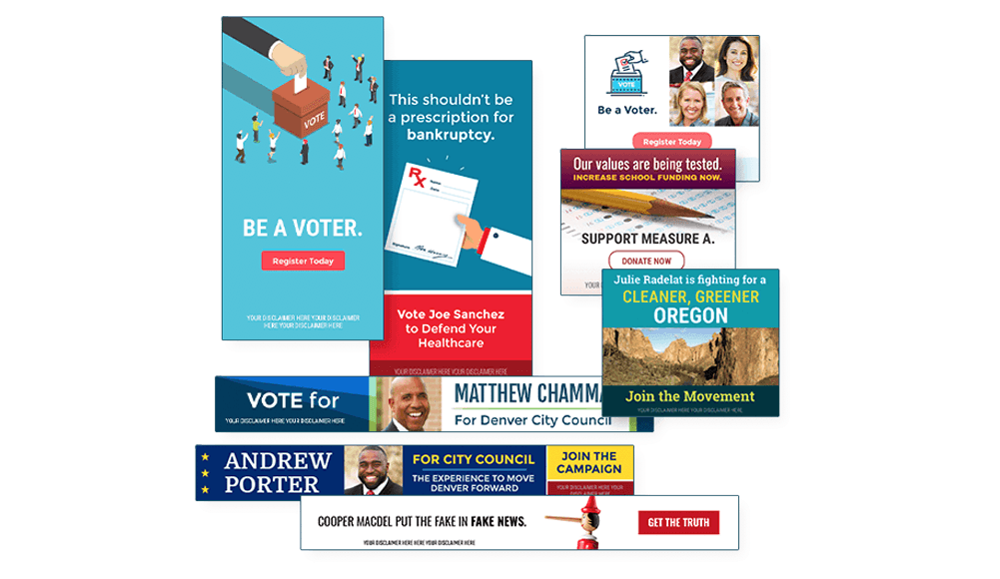 VOTE
BE A VOTER.
Register Today
YOUR DISCLAIMER HERE YOUR DISCLAIMER
HERE YOUR DISCLAIMER HERE
This shouldn't be
a prescription for
bankruptcy.
RX
Name:
Date:
Signature
Vote Joe Sanchez
to Defend Your
Healthcare
YOUR DISCLAIMER HERE YOUR DISCLAIMER HERE
VOTE
Be a Voter.
Register Today
Our values are being tested.
INCREASE SCHOOL FUNDING NOW.
SUPPORT MEASURE A.
DONATE NOW
YOUR
Julie Radelat is fighting for a
CLEANER, GREENER
OREGON
Join the Movement
YOUR DISCLAIMER HERE YOUR DISCLAIMER HERE
VOTE for
YOUR DISCLAIMER HERE YOUR DISCLAIMER HERE
MATTHEW CHAMMA
For Denver City Council
ANDREW
PORTER
FOR CITY COUNCIL
THE EXPERIENCE TO MOVE
DENVER FORWARD
JOIN THE
CAMPAIGN
YOUR DISCLAIMER HERE YOUR
DISCLAIMER HERE
COOPER MACDEL PUT THE FAKE IN FAKE NEWS.
YOUR DISCLAIMER HERE HERE YOUR DISCLAIMER HERE
GET THE TRUTH